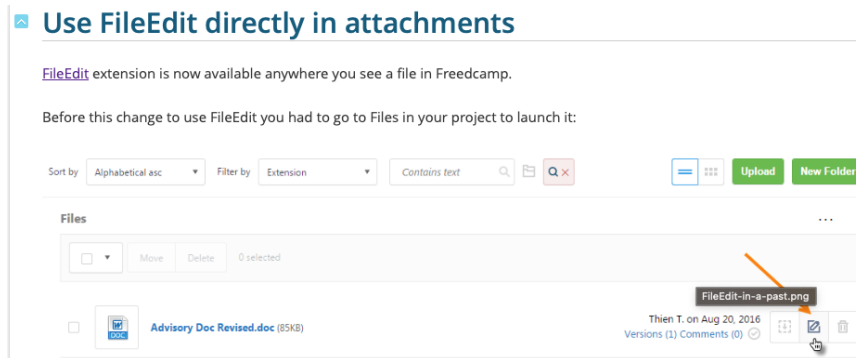 Use FileEdit directly in attachments
FileEdit extension is now available anywhere you see a file in Freedcamp.
Before this change to use FileEdit you had to go to Files in your project to launch it:
Sort by Alphabetical asc Filter by Extension Contains text Upload New Folder
Files
Move Delete 0 selected
FileEdit-in-a-past.png
Thien T. on Aug 20, 2016
DOC Advisory Doc Revised.doc (85KB)
Versions (1) Comments (0)